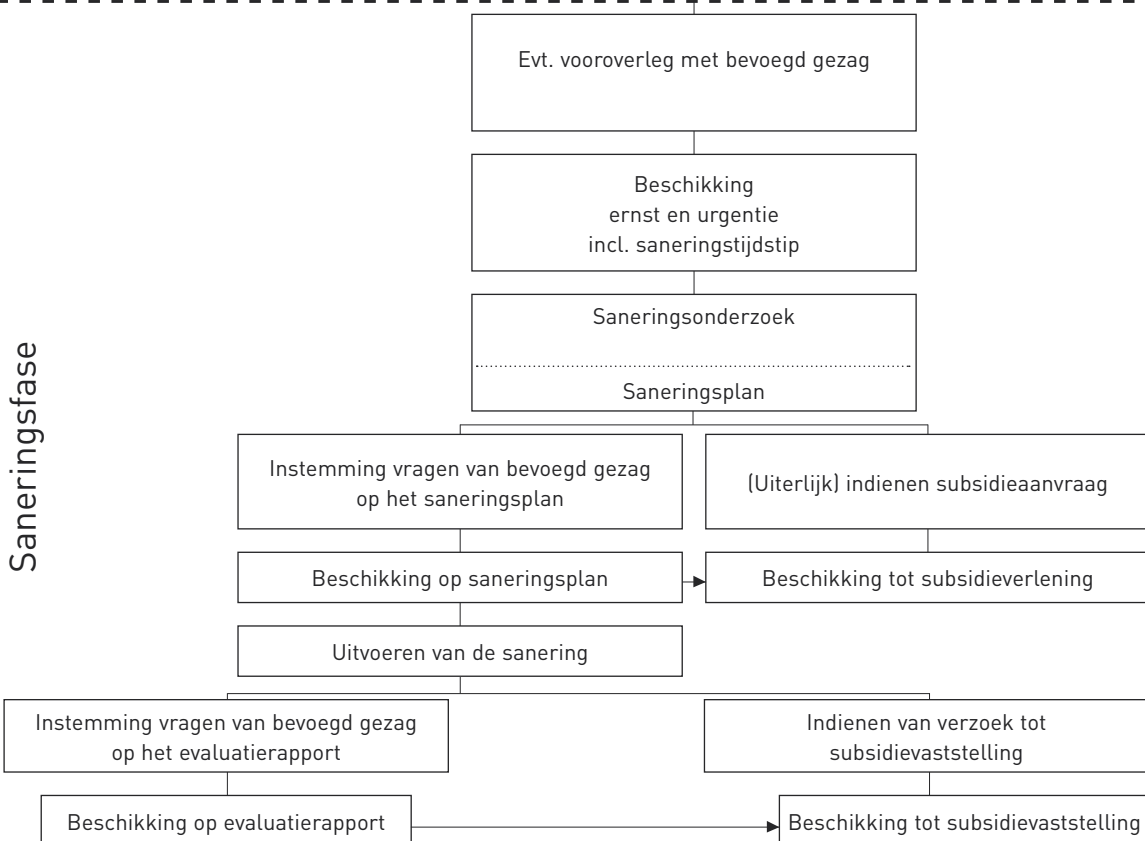 Saneringsfase
Evt. vooroverleg met bevoegd gezag
Beschikking
ernst en urgentie
incl. saneringstijdstip
Saneringsonderzoek
Saneringsplan
Instemming vragen van bevoegd gezag
op het saneringsplan
(Uiterlijk) indienen subsidieaanvraag
Beschikking op saneringsplan
Beschikking tot subsidieverlening
Uitvoeren van de sanering
Instemming vragen van bevoegd gezag
op het evaluatierapport
Indienen van verzoek tot
subsidievaststelling
Beschikking op evaluatierapport
Beschikking tot subsidievaststelling